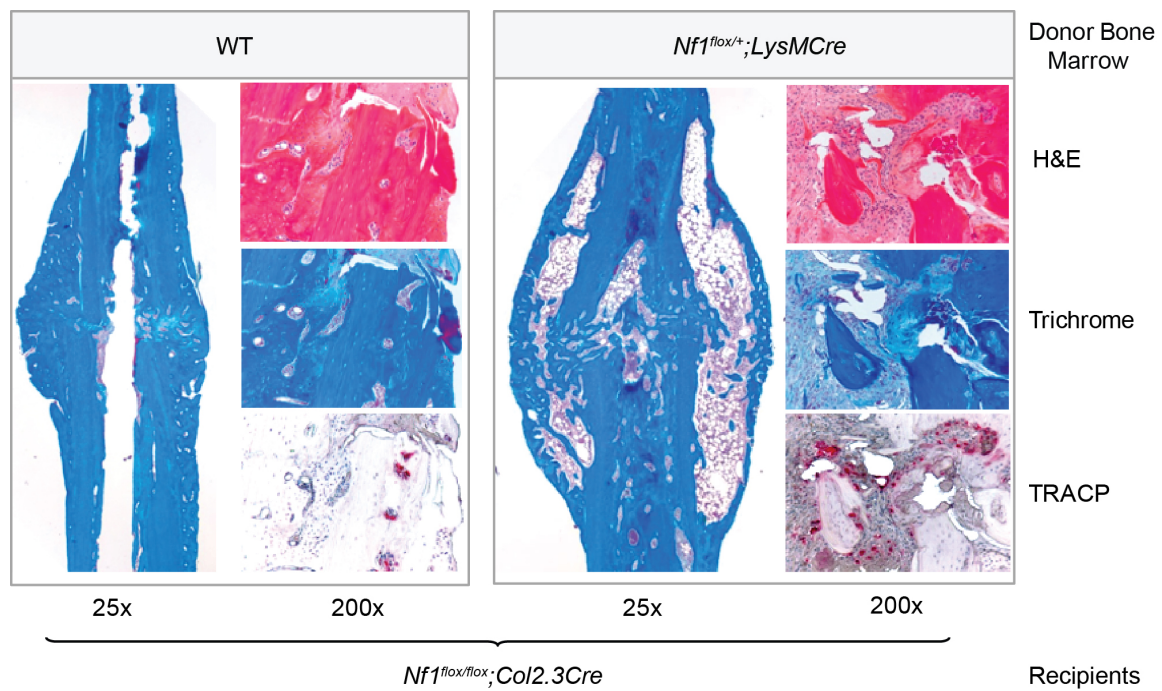 WT
Nf1flox/+;LysMCre
Donor Bone
Marrow
H&E
Trichrome
TRACP
25x
200x
25x
200x
Nf1flox/flox;Col2.3Cre
Recipients